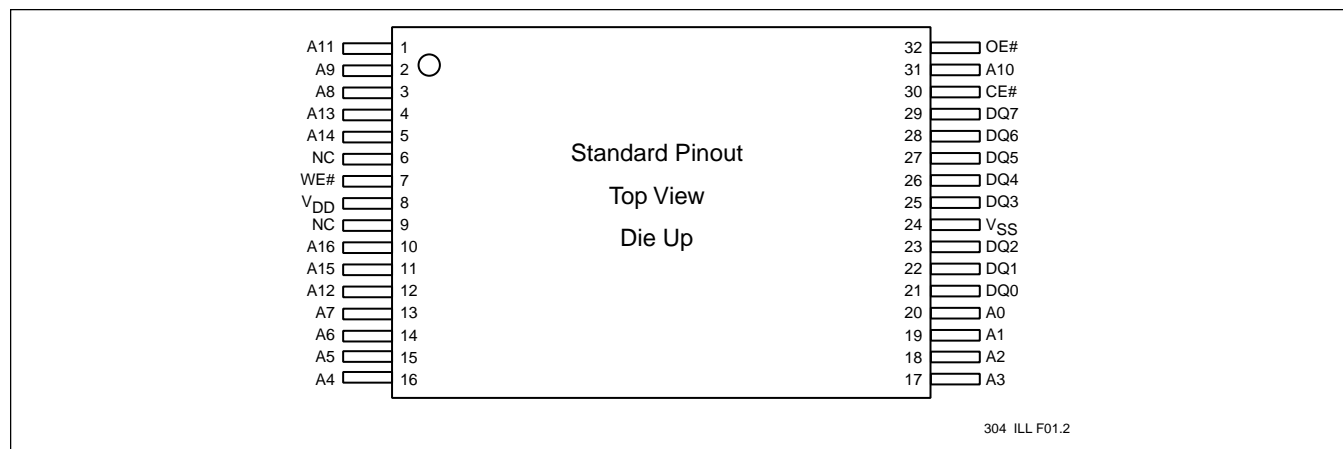 A11 1 32 OE#
A9 2 31 A10
A8 3 30 CE#
A13 4 29 DQ7
A14 5 28 DQ6
NC 6 27 DQ5
WE# 7 26 DQ4
VDD 8 25 DQ3
NC 9 24 VSS
A16 10 23 DQ2
A15 11 22 DQ1
A12 12 21 DQ0
A7 13 20 A0
A6 14 19 A1
A5 15 18 A2
A4 16 17 A3
Standard Pinout
Top View
Die Up
304 ILL F01.2